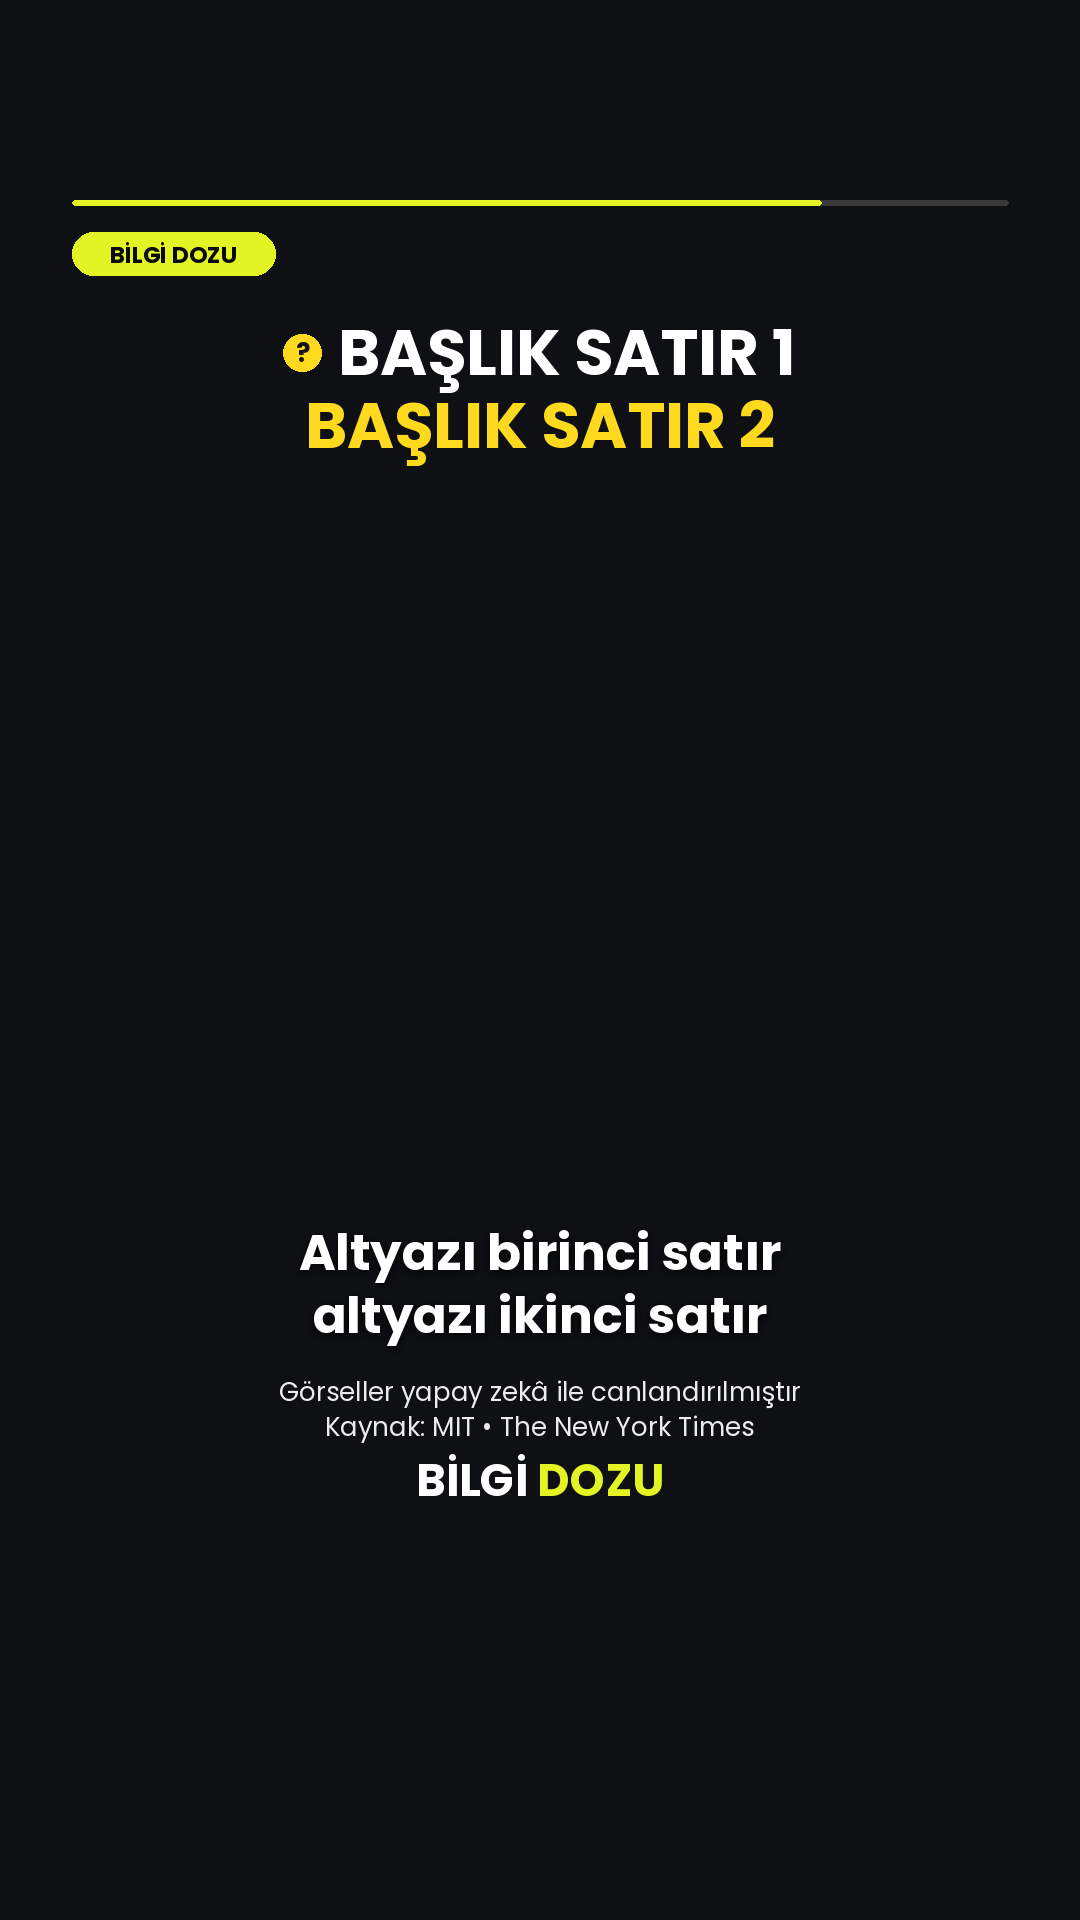 BİLGİ DOZU
? BAŞLIK SATIR 1
BAŞLIK SATIR 2
Altyazı birinci satır
altyazı ikinci satır
Görseller yapay zekâ ile canlandırılmıştır
Kaynak: MIT • The New York Times
BİLGİ DOZU